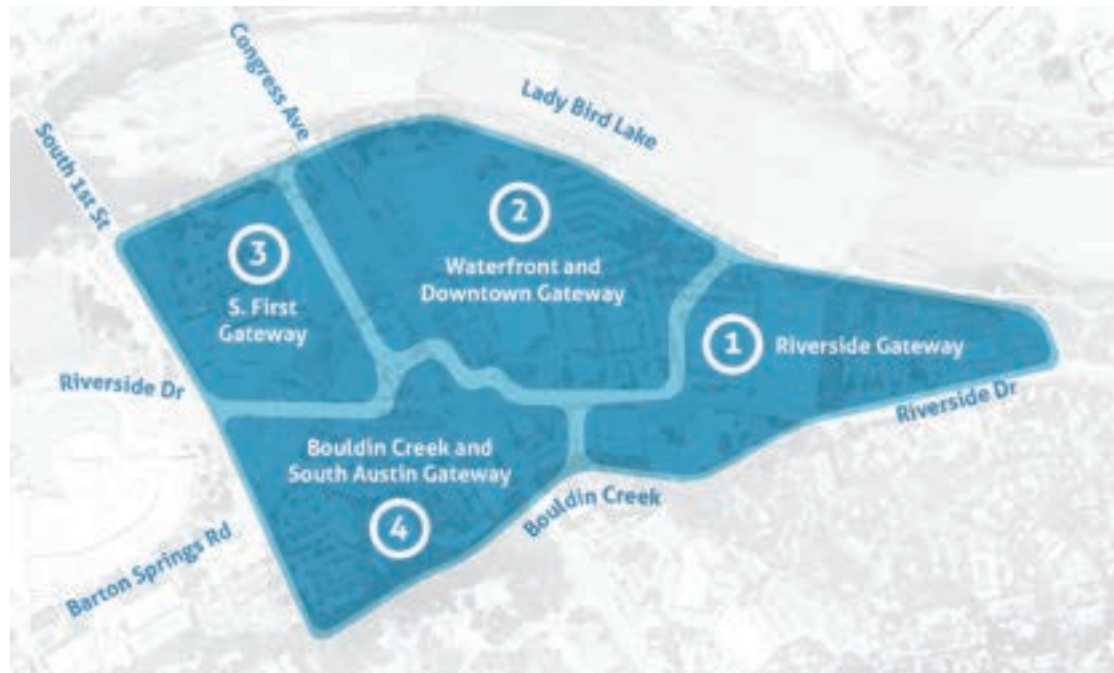 Congress Ave
Lady Bird Lake
South 1st St
2
Waterfront and
Downtown Gateway
3
S. First
Gateway
1
Riverside Gateway
Riverside Dr
Riverside Dr
Bouldin Creek and
South Austin Gateway
4
Bouldin Creek
Barton Springs Rd